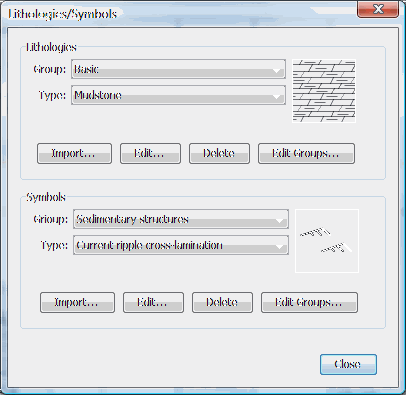 Lithologies/Symbols
Lithologies
Group: Basic
Type: Mudstone
Import... Edit... Delete Edit Groups...
Symbols
Group: Sedimentary structures
Type: Current ripple cross-lamination
Import... Edit... Delete Edit Groups...
Close